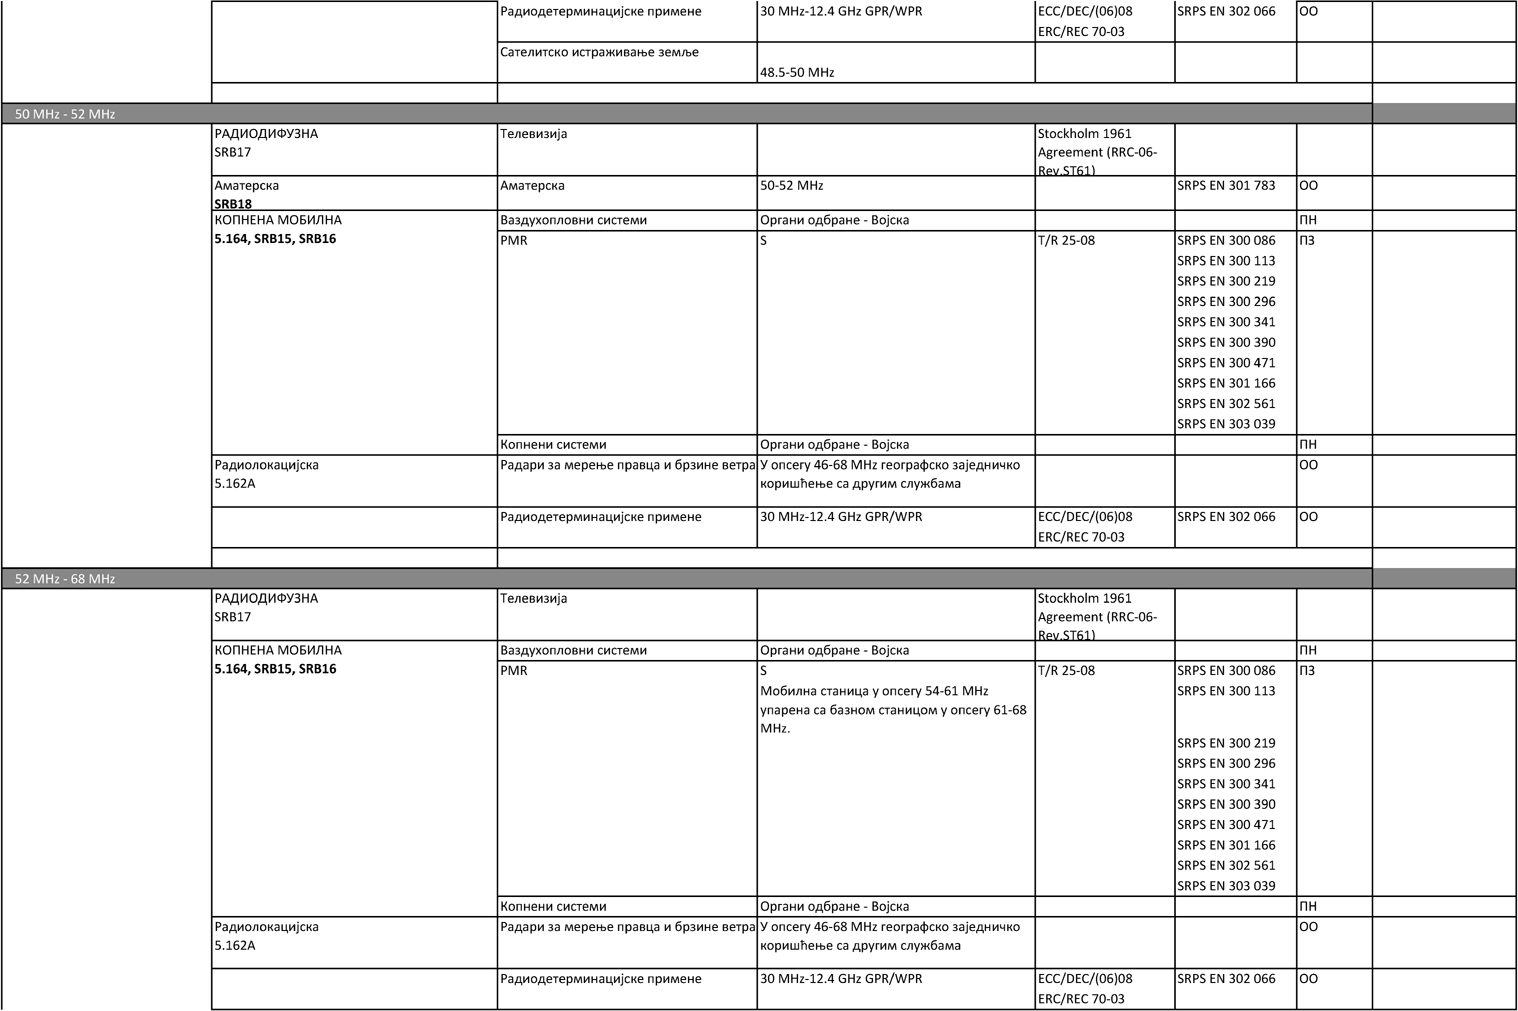 Радиодетерминацијске примене 30 MHz-12.4 GHz GPR/WPR ECC/DEC/(06)08 SRPS EN 302 066 ОО
ERC/REC 70-03
Сателитско истраживање земље
48.5-50 MHz
50 MHz - 52 MHz
РАДИОДИФУЗНА Телевизија Stockholm 1961
SRB17 Agreement (RRC-06-
Rev.ST61)
Аматерска Аматерска 50-52 MHz SRPS EN 301 783 ОО
SRB18
КОПНЕНА МОБИЛНА Ваздухопловни системи Органи одбране - Војска ПН
5.164, SRB15, SRB16 PMR S T/R 25-08 SRPS EN 300 086 ПЗ
SRPS EN 300 113
SRPS EN 300 219
SRPS EN 300 296
SRPS EN 300 341
SRPS EN 300 390
SRPS EN 300 471
SRPS EN 301 166
SRPS EN 302 561
SRPS EN 303 039
Копнени системи Органи одбране - Војска ПН
Радиолокацијска Радари за мерење правца и брзине ветра У опсегу 46-68 MHz географско заједничко ОО
5.162A коришћење са другим службама
Радиодетерминацијске примене 30 MHz-12.4 GHz GPR/WPR ECC/DEC/(06)08 SRPS EN 302 066 ОО
ERC/REC 70-03
52 MHz - 68 MHz
РАДИОДИФУЗНА Телевизија Stockholm 1961
SRB17 Agreement (RRC-06-
Rev.ST61)
КОПНЕНА МОБИЛНА Ваздухопловни системи Органи одбране - Војска ПН
5.164, SRB15, SRB16 PMR S T/R 25-08 SRPS EN 300 086 ПЗ
Мобилна станица у опсегу 54-61 MHz SRPS EN 300 113
упарена са базном станицом у опсегу 61-68
MHz.
SRPS EN 300 219
SRPS EN 300 296
SRPS EN 300 341
SRPS EN 300 390
SRPS EN 300 471
SRPS EN 301 166
SRPS EN 302 561
SRPS EN 303 039
Копнени системи Органи одбране - Војска ПН
Радиолокацијска Радари за мерење правца и брзине ветра У опсегу 46-68 MHz географско заједничко ОО
5.162A коришћење са другим службама
Радиодетерминацијске примене 30 MHz-12.4 GHz GPR/WPR ECC/DEC/(06)08 SRPS EN 302 066 ОО
ERC/REC 70-03